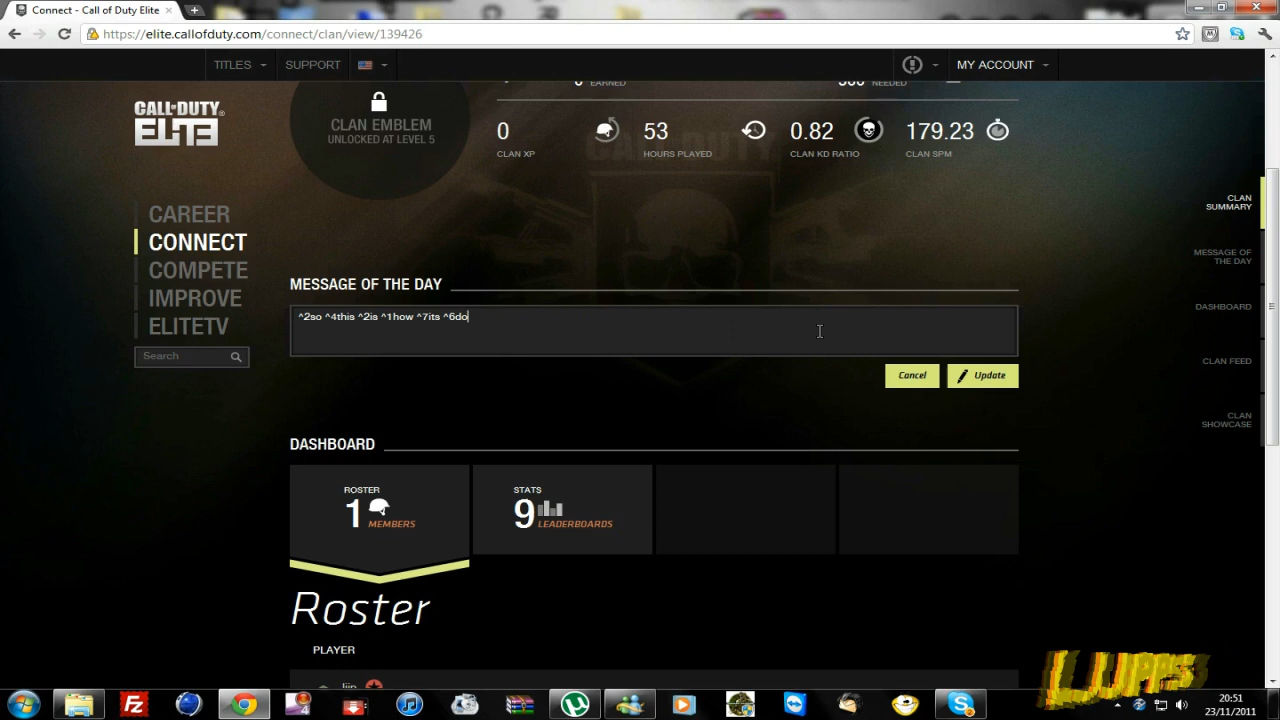 Connect - Call of Duty Elite
https://elite.callofduty.com/connect/clan/view/139426
TITLES
SUPPORT
MY ACCOUNT
EARNED
NEEDED
CALL OF DUTY
ELITE
CLAN EMBLEM
UNLOCKED AT LEVEL 5
0
CLAN XP
53
HOURS PLAYED
0.82
CLAN KD RATIO
179.23
CLAN SPM
CAREER
CONNECT
COMPETE
IMPROVE
ELITETV
Search
CLAN
SUMMARY
MESSAGE OF
THE DAY
DASHBOARD
CLAN FEED
CLAN
SHOWCASE
MESSAGE OF THE DAY
^2so ^4this ^2is ^1how ^7its ^6do
Cancel
Update
DASHBOARD
ROSTER
1
MEMBERS
STATS
9
LEADERBOARDS
Roster
PLAYER
20:51
23/11/2011